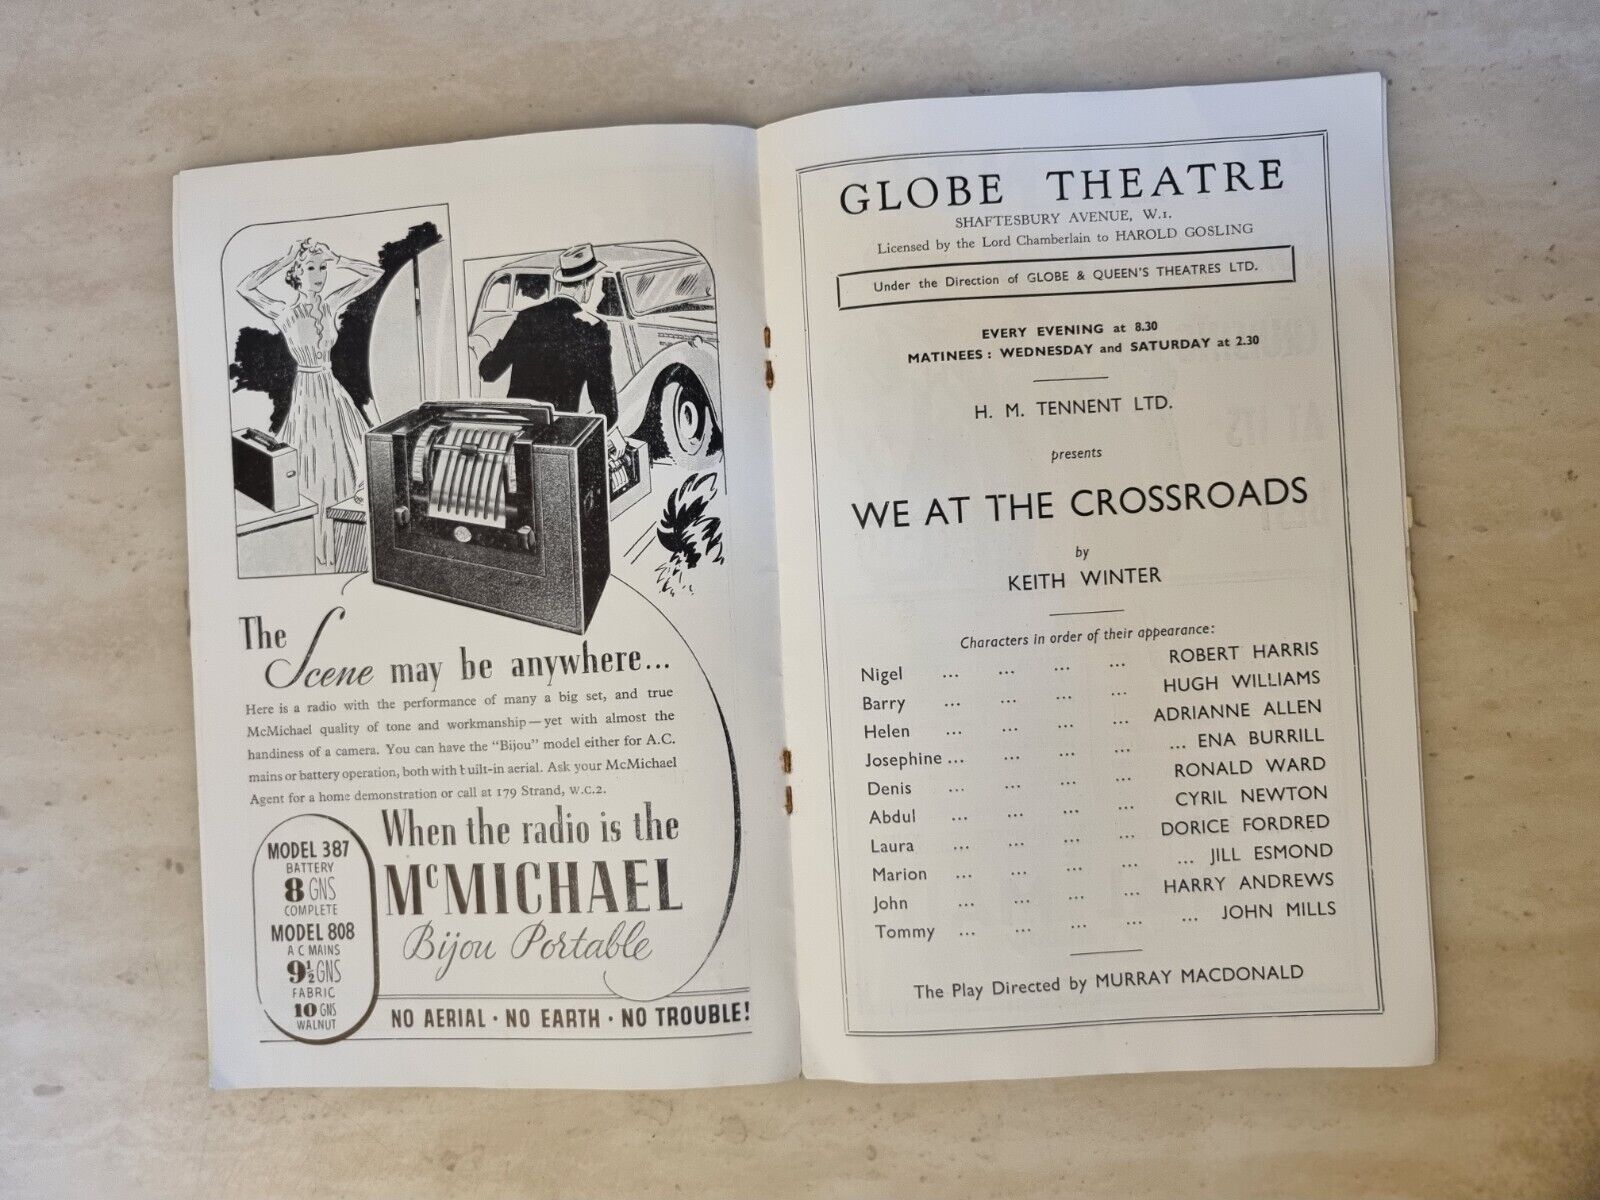 The Scene may be anywhere...
Here is a radio with the performance of many a big set, and true
McMichael quality of tone and workmanship—yet with almost the
handiness of a camera. You can have the "Bijou" model either for A.C.
mains or battery operation, both with built-in aerial. Ask your McMichael
Agent for a home demonstration or call at 179 Strand, W.C.2.
MODEL 387
BATTERY
8 GNS
COMPLETE
MODEL 808
A C MAINS
9½ GNS
FABRIC
10 GNS
WALNUT
When the radio is the
McMICHAEL
Bijou Portable
NO AERIAL · NO EARTH · NO TROUBLE!
GLOBE THEATRE
SHAFTESBURY AVENUE, W.1.
Licensed by the Lord Chamberlain to HAROLD GOSLING
Under the Direction of GLOBE & QUEEN'S THEATRES LTD.
EVERY EVENING at 8.30
MATINEES: WEDNESDAY and SATURDAY at 2.30
H. M. TENNENT LTD.
presents
WE AT THE CROSSROADS
by
KEITH WINTER
Characters in order of their appearance:
Nigel ... ... ... ... ROBERT HARRIS
Barry ... ... ... ... HUGH WILLIAMS
Helen ... ... ... ... ADRIANNE ALLEN
Josephine ... ... ... ... ... ENA BURRILL
Denis ... ... ... ... RONALD WARD
Abdul ... ... ... ... CYRIL NEWTON
Laura ... ... ... ... DORICE FORDRED
Marion ... ... ... ... ... JILL ESMOND
John ... ... ... ... HARRY ANDREWS
Tommy ... ... ... ... ... JOHN MILLS
The Play Directed by MURRAY MACDONALD